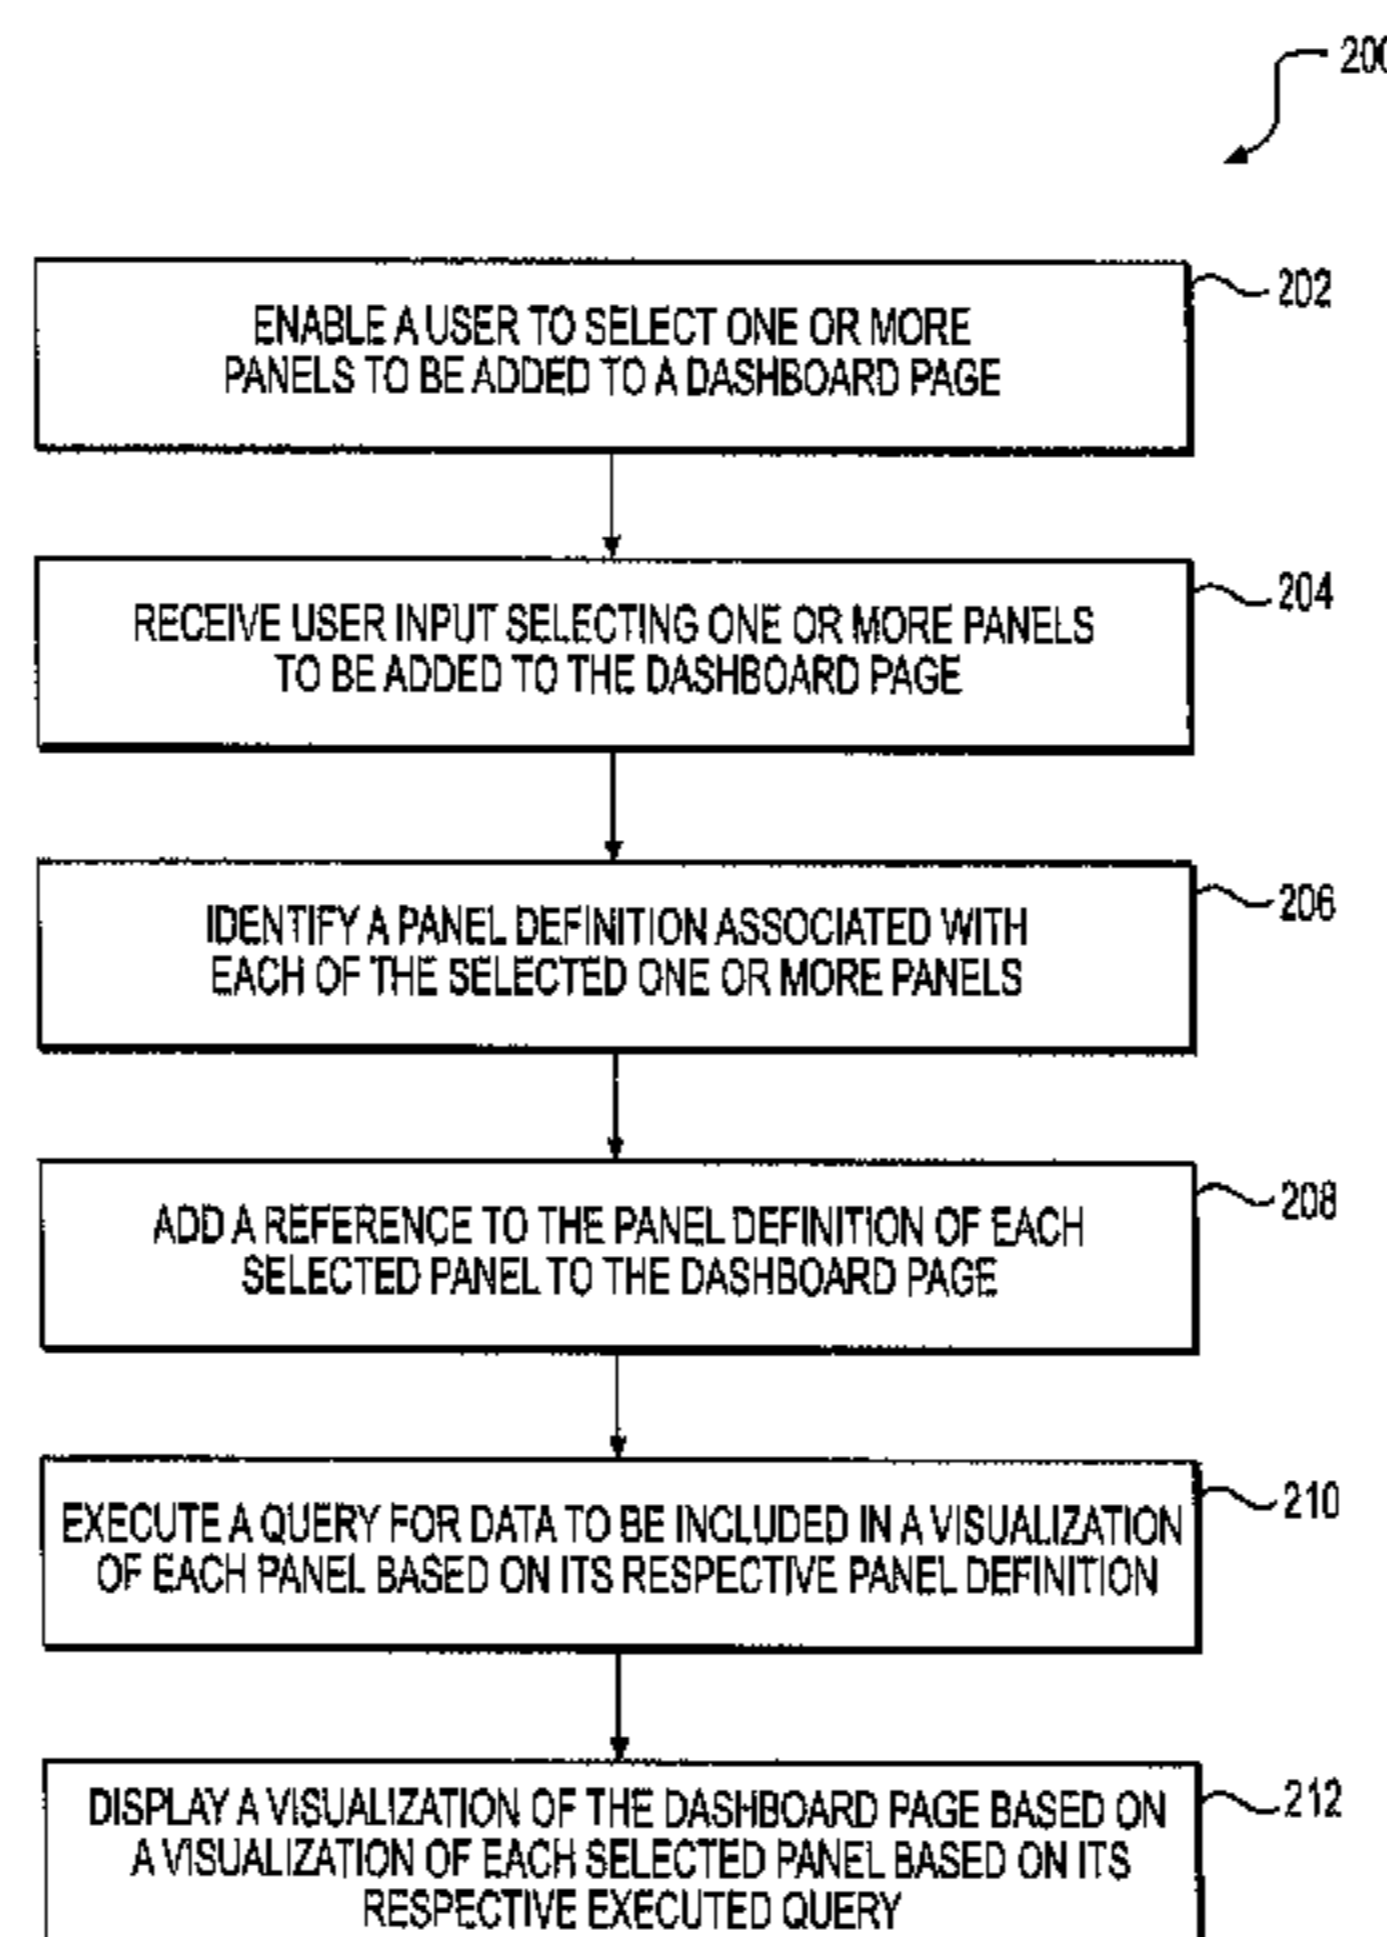 200
202
ENABLE A USER TO SELECT ONE OR MORE
PANELS TO BE ADDED TO A DASHBOARD PAGE
204
RECEIVE USER INPUT SELECTING ONE OR MORE PANELS
TO BE ADDED TO THE DASHBOARD PAGE
206
IDENTIFY A PANEL DEFINITION ASSOCIATED WITH
EACH OF THE SELECTED ONE OR MORE PANELS
208
ADD A REFERENCE TO THE PANEL DEFINITION OF EACH
SELECTED PANEL TO THE DASHBOARD PAGE
210
EXECUTE A QUERY FOR DATA TO BE INCLUDED IN A VISUALIZATION
OF EACH PANEL BASED ON ITS RESPECTIVE PANEL DEFINITION
212
DISPLAY A VISUALIZATION OF THE DASHBOARD PAGE BASED ON
A VISUALIZATION OF EACH SELECTED PANEL BASED ON ITS
RESPECTIVE EXECUTED QUERY